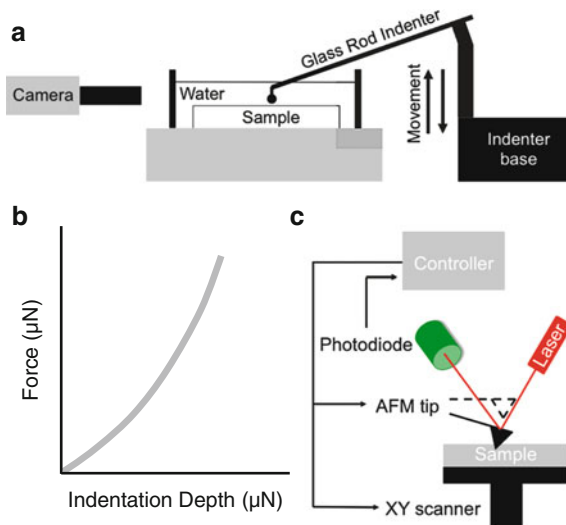 a
Camera
Water
Sample
Glass Rod Indenter
Movement
Indenter
base
b
Force (µN)
Indentation Depth (µN)
c
Controller
Photodiode
Laser
AFM tip
Sample
XY scanner